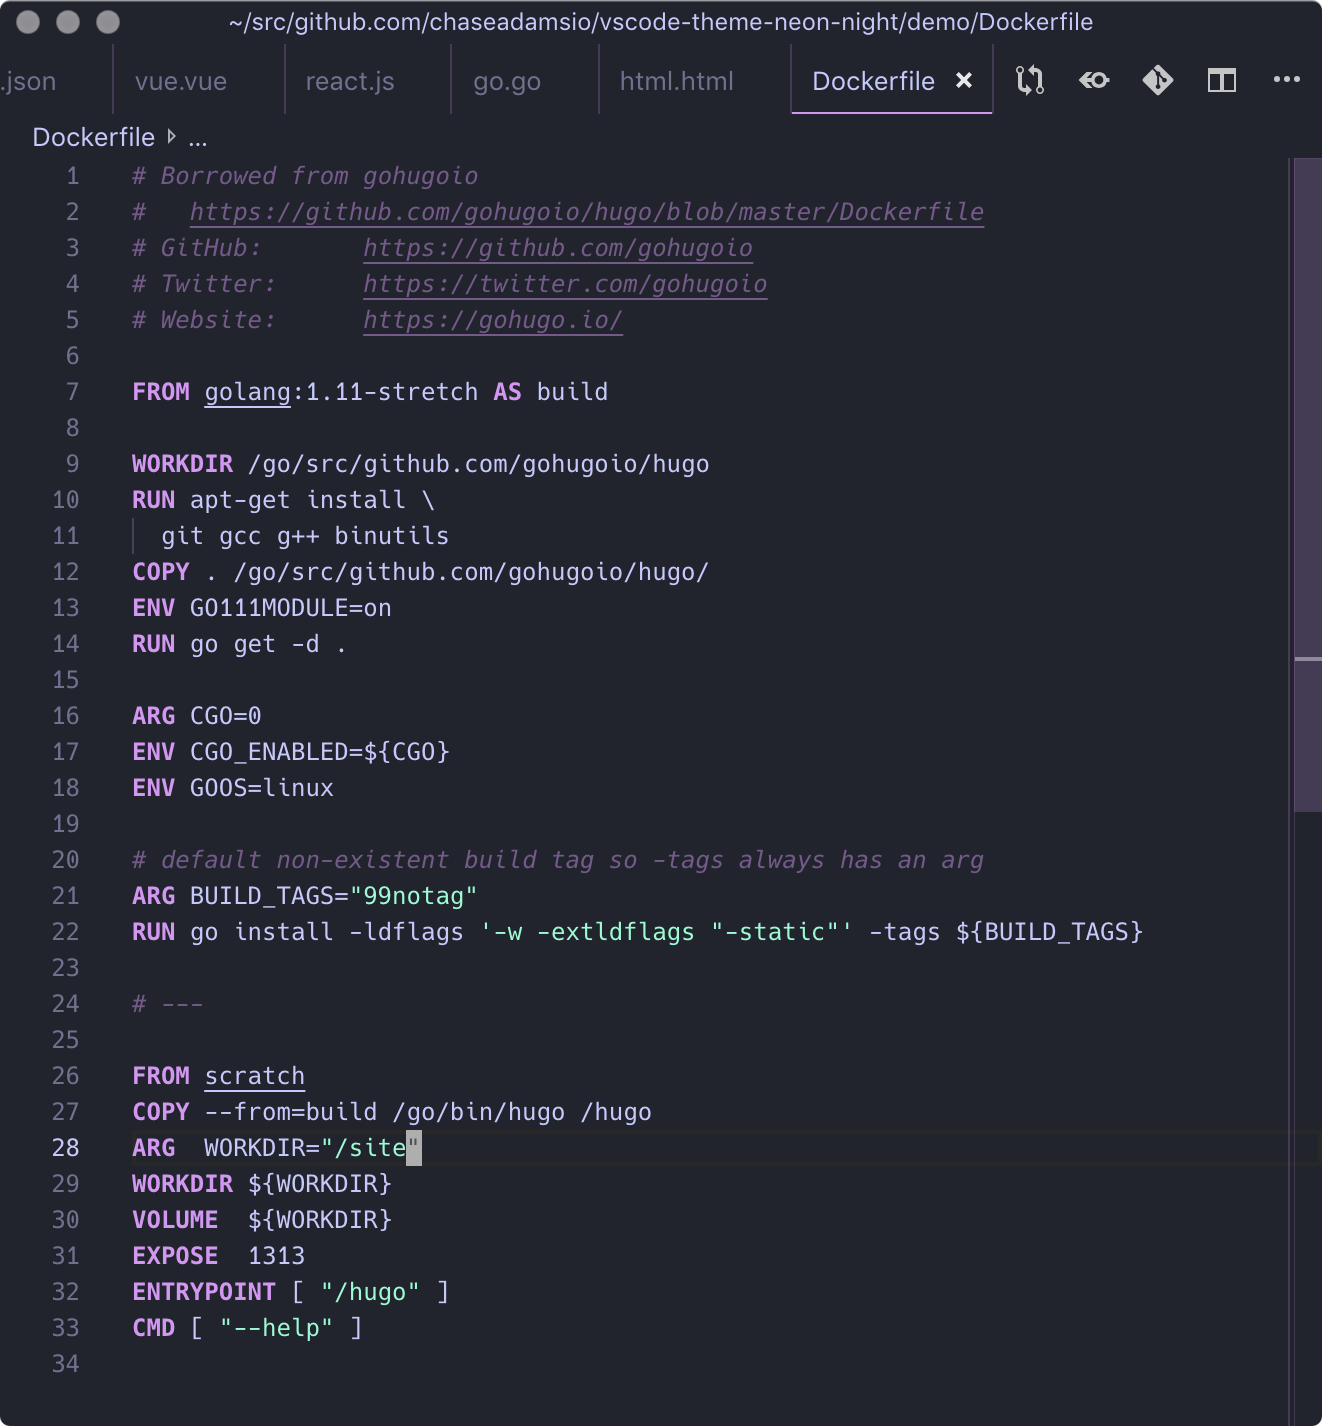 ~/src/github.com/chaseadamsio/vscode-theme-neon-night/demo/Dockerfile
.json vue.vue react.js go.go html.html Dockerfile
Dockerfile ...
1 # Borrowed from gohugoio
2 #   https://github.com/gohugoio/hugo/blob/master/Dockerfile
3 # GitHub:       https://github.com/gohugoio
4 # Twitter:      https://twitter.com/gohugoio
5 # Website:      https://gohugo.io/
6
7 FROM golang:1.11-stretch AS build
8
9 WORKDIR /go/src/github.com/gohugoio/hugo
10 RUN apt-get install \
11   git gcc g++ binutils
12 COPY . /go/src/github.com/gohugoio/hugo/
13 ENV GO111MODULE=on
14 RUN go get -d .
15
16 ARG CGO=0
17 ENV CGO_ENABLED=${CGO}
18 ENV GOOS=linux
19
20 # default non-existent build tag so -tags always has an arg
21 ARG BUILD_TAGS="99notag"
22 RUN go install -ldflags '-w -extldflags "-static"' -tags ${BUILD_TAGS}
23
24 # ---
25
26 FROM scratch
27 COPY --from=build /go/bin/hugo /hugo
28 ARG  WORKDIR="/site"
29 WORKDIR ${WORKDIR}
30 VOLUME  ${WORKDIR}
31 EXPOSE  1313
32 ENTRYPOINT [ "/hugo" ]
33 CMD [ "--help" ]
34